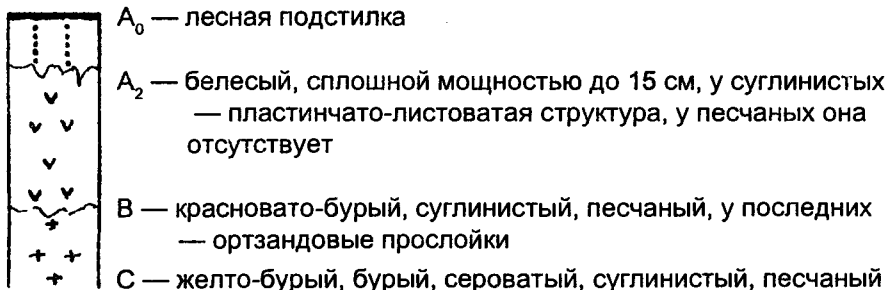 A₀ — лесная подстилка
A₂ — белесый, сплошной мощностью до 15 см, у суглинистых
— пластинчато-листоватая структура, у песчаных она
отсутствует
B — красновато-бурый, суглинистый, песчаный, у последних
— ортзандовые прослойки
C — желто-бурый, бурый, сероватый, суглинистый, песчаный